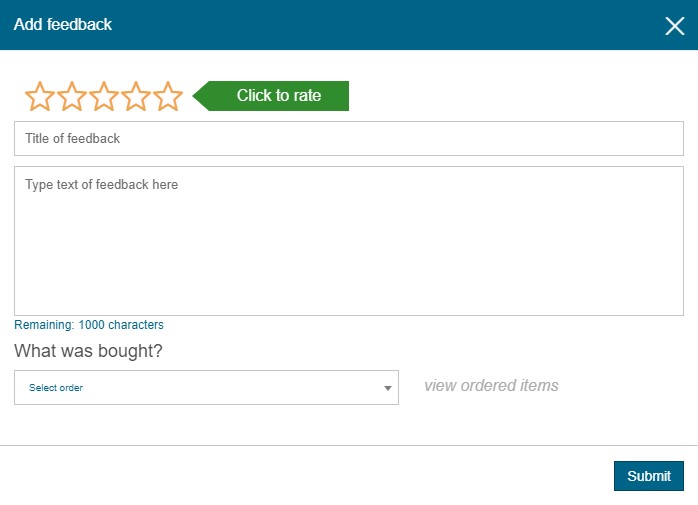 Add feedback
Click to rate
Title of feedback
Type text of feedback here
Remaining: 1000 characters
What was bought?
Select order
view ordered items
Submit